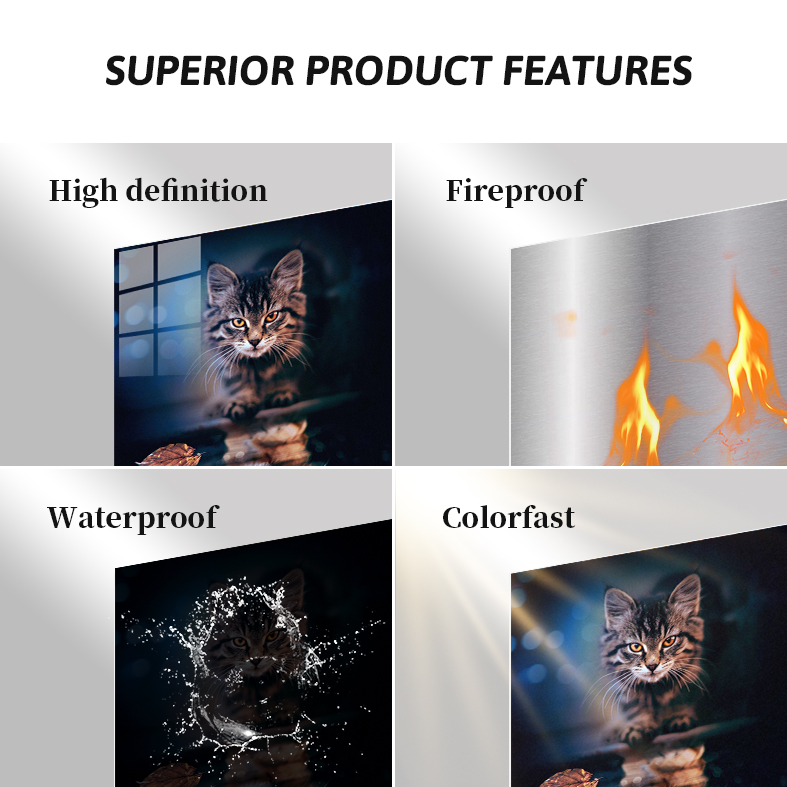 SUPERIOR PRODUCT FEATURES
High definition
Fireproof
Waterproof
Colorfast